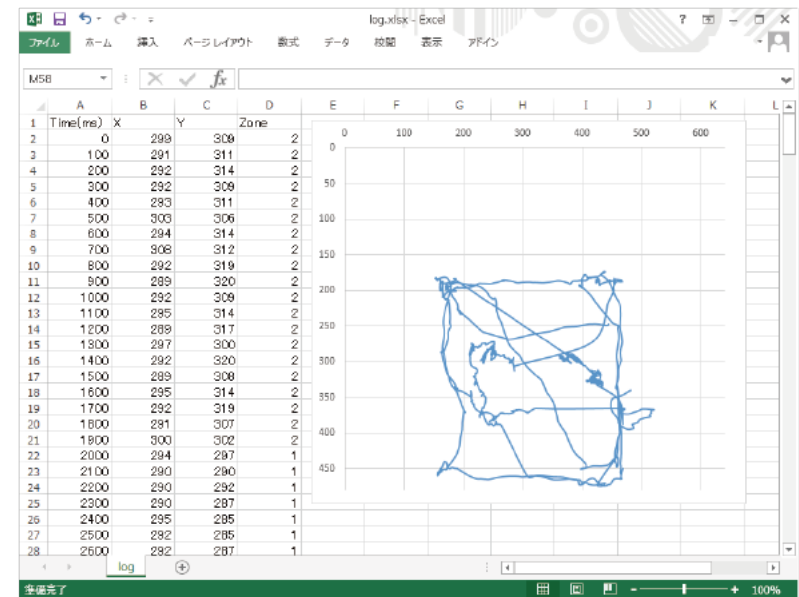 log.xlsx - Excel
ファイル ホーム 挿入 ページ レイアウト 数式 データ 校閲 表示 アドイン
M58 fx
A B C D E F G H I J K L
1 Time(ms) X Y Zone
2 0 299 309 2
3 100 291 311 2
4 200 292 314 2
5 300 292 309 2
6 400 293 311 2
7 500 303 306 2
8 600 294 314 2
9 700 308 312 2
10 800 292 319 2
11 900 289 320 2
12 1000 292 309 2
13 1100 295 314 2
14 1200 289 317 2
15 1300 297 300 2
16 1400 292 320 2
17 1500 289 308 2
18 1600 295 314 2
19 1700 292 319 2
20 1800 291 307 2
21 1900 300 302 2
22 2000 294 297 1
23 2100 290 290 1
24 2200 290 292 1
25 2300 290 287 1
26 2400 295 285 1
27 2500 292 285 1
28 2600 292 287 1
0 100 200 300 400 500 600
0
50
100
150
200
250
300
350
400
450
log
準備完了 100%